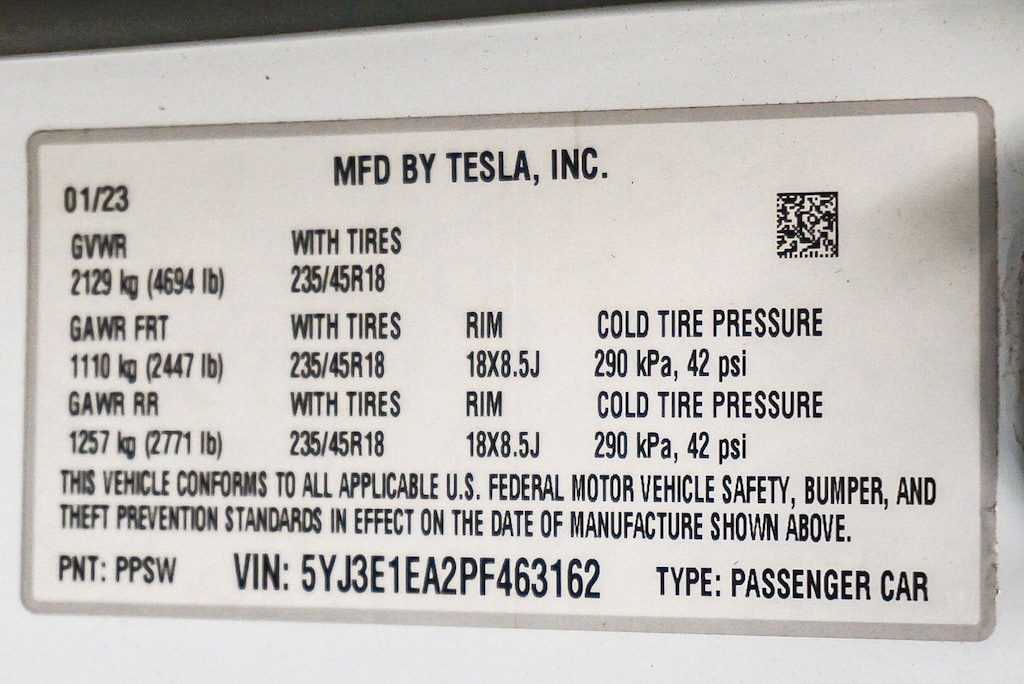 MFD BY TESLA, INC.
01/23
GVWR WITH TIRES
2129 kg (4694 lb) 235/45R18
GAWR FRT WITH TIRES RIM COLD TIRE PRESSURE
1110 kg (2447 lb) 235/45R18 18X8.5J 290 kPa, 42 psi
GAWR RR WITH TIRES RIM COLD TIRE PRESSURE
1257 kg (2771 lb) 235/45R18 18X8.5J 290 kPa, 42 psi
THIS VEHICLE CONFORMS TO ALL APPLICABLE U.S. FEDERAL MOTOR VEHICLE SAFETY, BUMPER, AND
THEFT PREVENTION STANDARDS IN EFFECT ON THE DATE OF MANUFACTURE SHOWN ABOVE.
PNT: PPSW VIN: 5YJ3E1EA2PF463162 TYPE: PASSENGER CAR